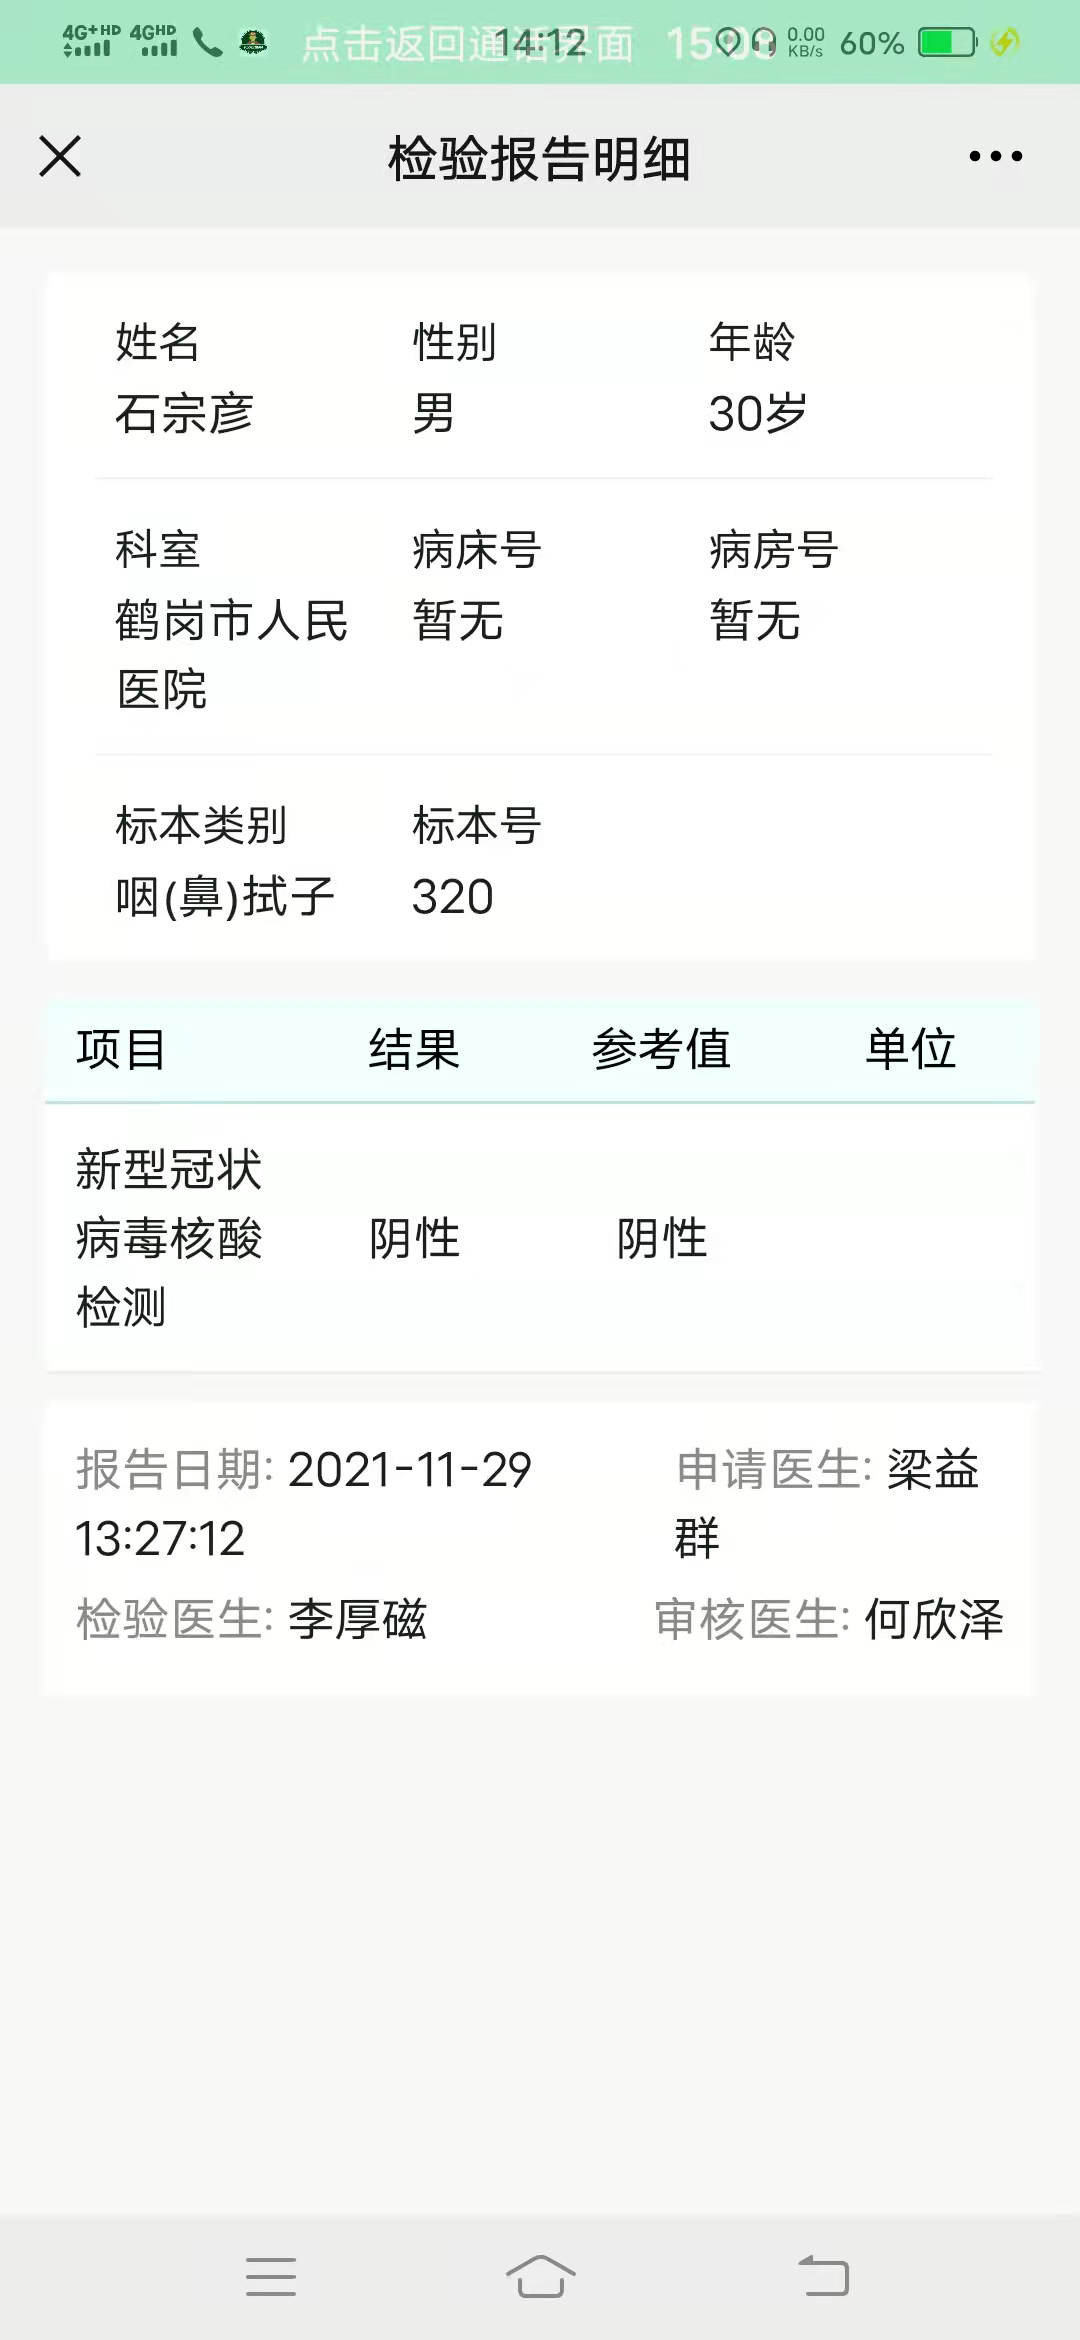 4G+HD 4GHD 点击返回通话界面 14:12 0.00 KB/s 60%
检验报告明细
姓名 性别 年龄
石宗彦 男 30岁
科室 病床号 病房号
鹤岗市人民 暂无 暂无
医院
标本类别 标本号
咽(鼻)拭子 320
项目 结果 参考值 单位
新型冠状
病毒核酸 阴性 阴性
检测
报告日期: 2021-11-29 申请医生: 梁益
13:27:12 群
检验医生: 李厚磁 审核医生: 何欣泽